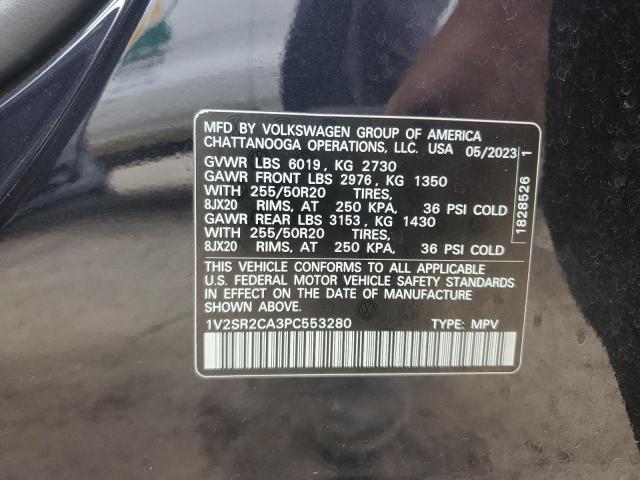 MFD BY VOLKSWAGEN GROUP OF AMERICA
CHATTANOOGA OPERATIONS, LLC. USA 05/2023
GVWR LBS 6019, KG 2730
GAWR FRONT LBS 2976, KG 1350
WITH 255/50R20 TIRES,
8JX20 RIMS, AT 250 KPA, 36 PSI COLD
GAWR REAR LBS 3153, KG 1430
WITH 255/50R20 TIRES,
8JX20 RIMS, AT 250 KPA, 36 PSI COLD
THIS VEHICLE CONFORMS TO ALL APPLICABLE
U.S. FEDERAL MOTOR VEHICLE SAFETY STANDARDS
IN EFFECT ON THE DATE OF MANUFACTURE
SHOWN ABOVE.
1V2SR2CA3PC553280 TYPE: MPV
1828526 1